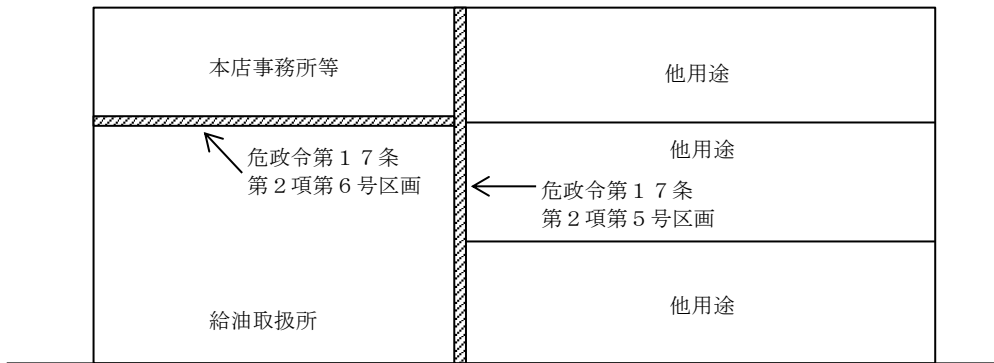 本店事務所等
他用途
危政令第１７条
第２項第６号区画
他用途
危政令第１７条
第２項第５号区画
給油取扱所
他用途